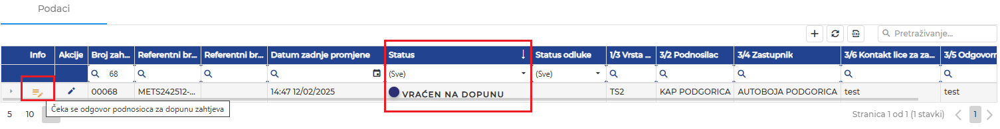 Podaci
Pretraživanje...
Info Akcije Broj zah... Referentni br... Referentni br... Datum zadnje promjene Status Status odluke 1/3 Vrsta ... 3/2 Podnosilac 3/4 Zastupnik 3/6 Kontakt lice za za... 3/5 Odgovorn
68 (Sve) (Sve)
00068 METS242512-... 14:47 12/02/2025 VRAĆEN NA DOPUNU TS2 KAP PODGORICA AUTOBOJA PODGORICA test test
Čeka se odgovor podnosioca za dopunu zahtjeva
5 10 Stranica 1 od 1 (1 stavki) 1